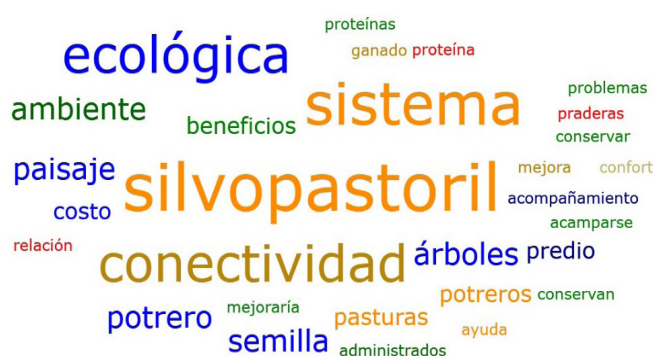 proteínas
ecológica ganado proteína
sistema problemas
ambiente beneficios praderas
conservar
paisaje silvopastoril mejora confort
costo acompañamiento
acamparse
relación conectividad árboles predio
potreros conservan
potrero mejoraría pasturas
semilla ayuda
administrados